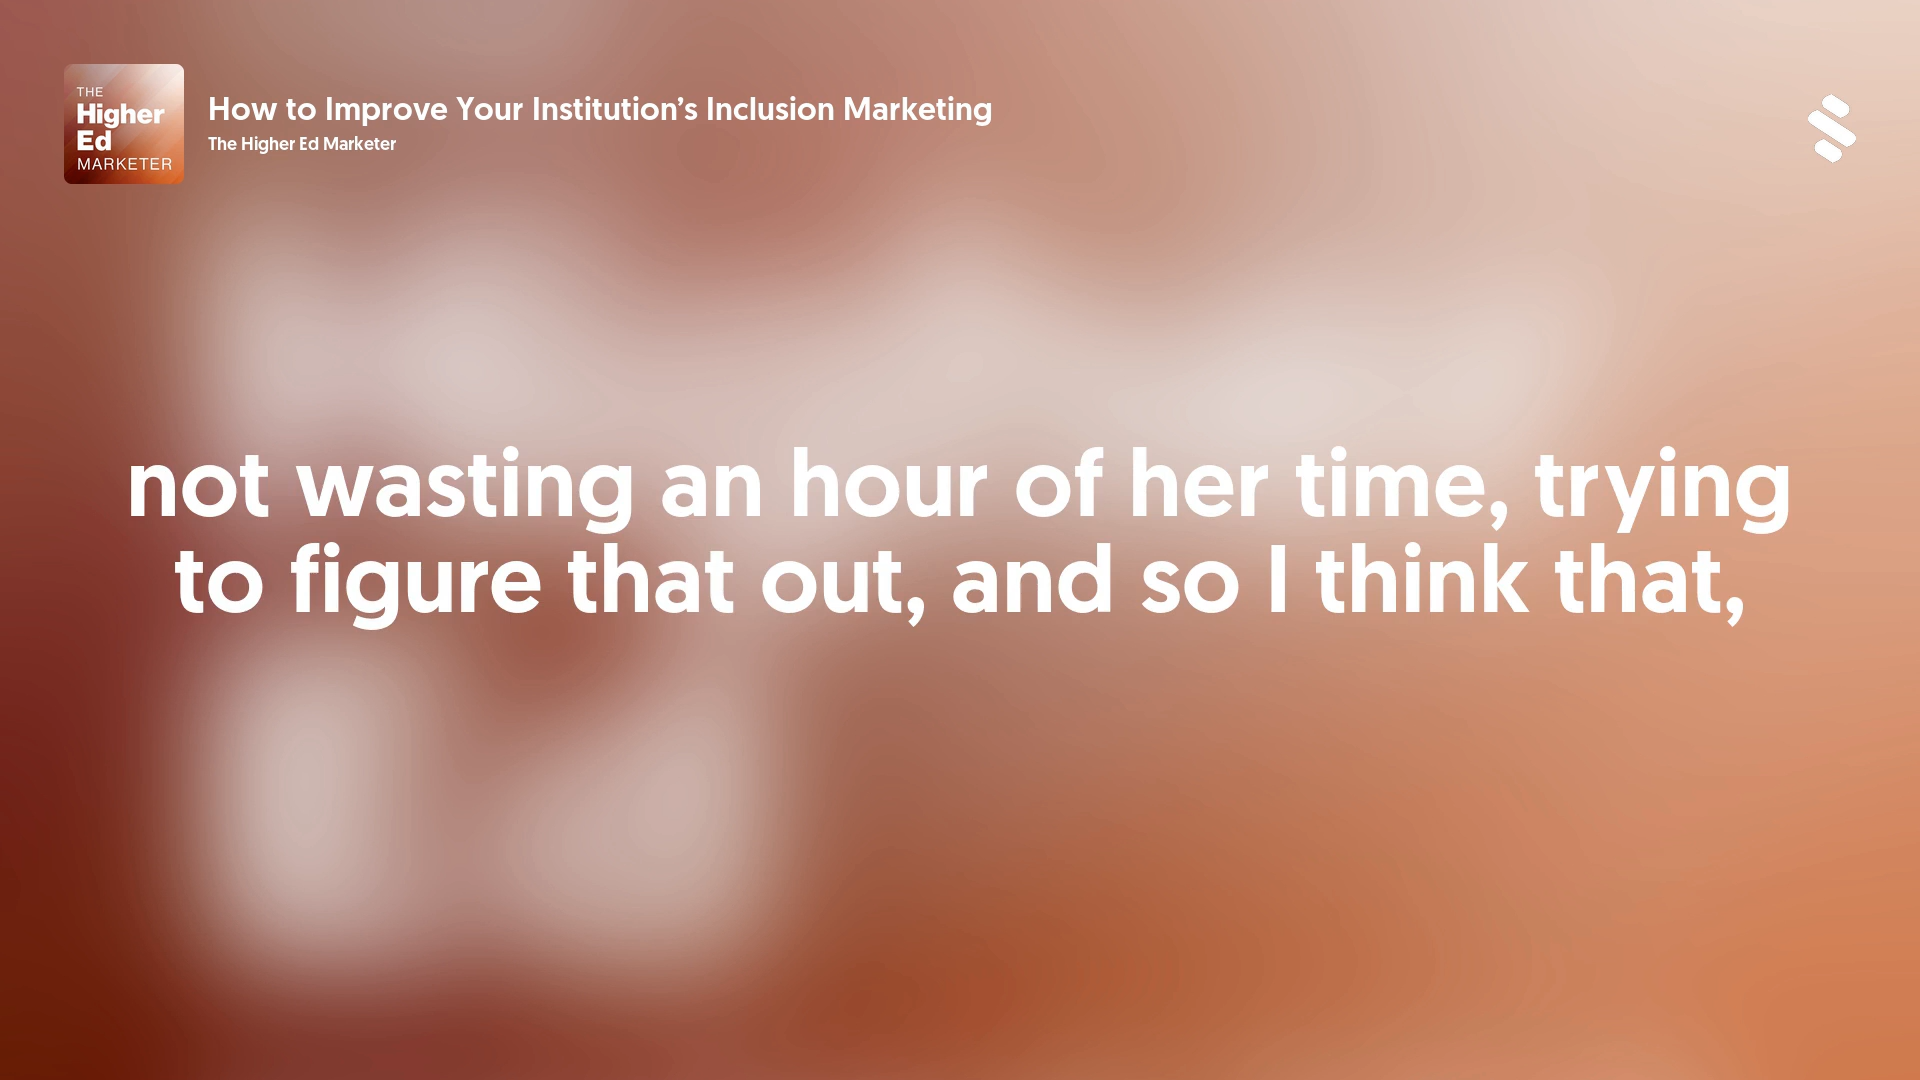 THE
Higher
Ed
MARKETER
How to Improve Your Institution’s Inclusion Marketing
The Higher Ed Marketer
not wasting an hour of her time, trying
to figure that out, and so I think that,